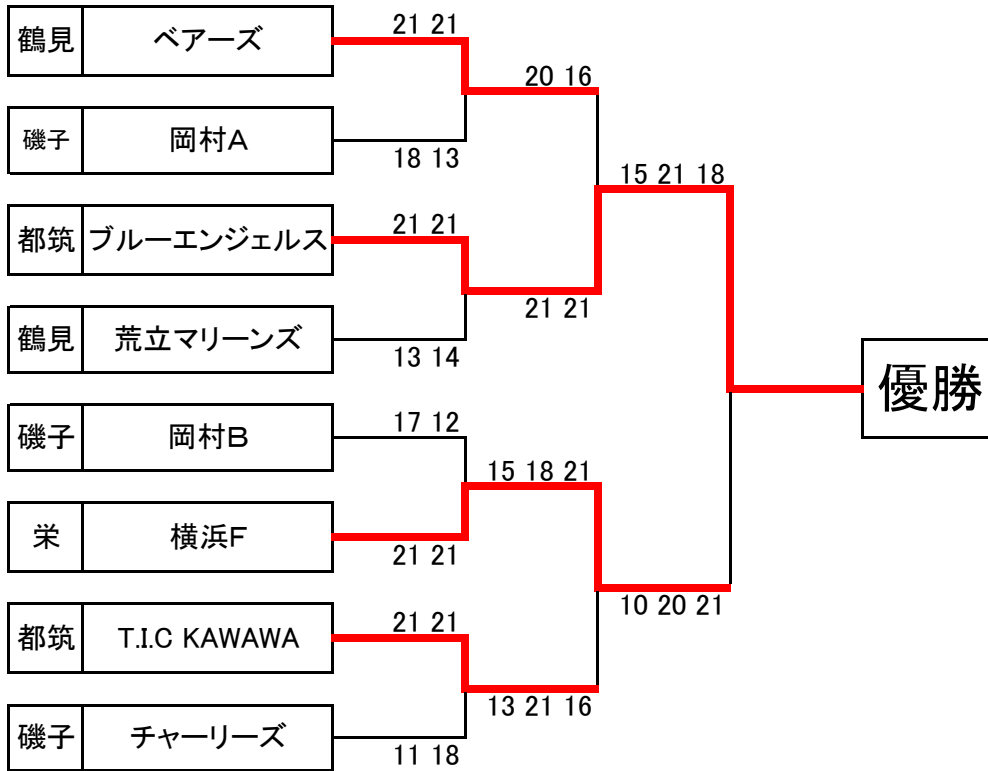 21 21
鶴見 ベアーズ
20 16
磯子 岡村A
18 13
15 21 18
21 21
都筑 ブルーエンジェルス
21 21
鶴見 荒立マリーンズ
13 14
優勝
17 12
磯子 岡村B
15 18 21
栄 横浜F
21 21
10 20 21
21 21
都筑 T.I.C KAWAWA
13 21 16
磯子 チャーリーズ
11 18